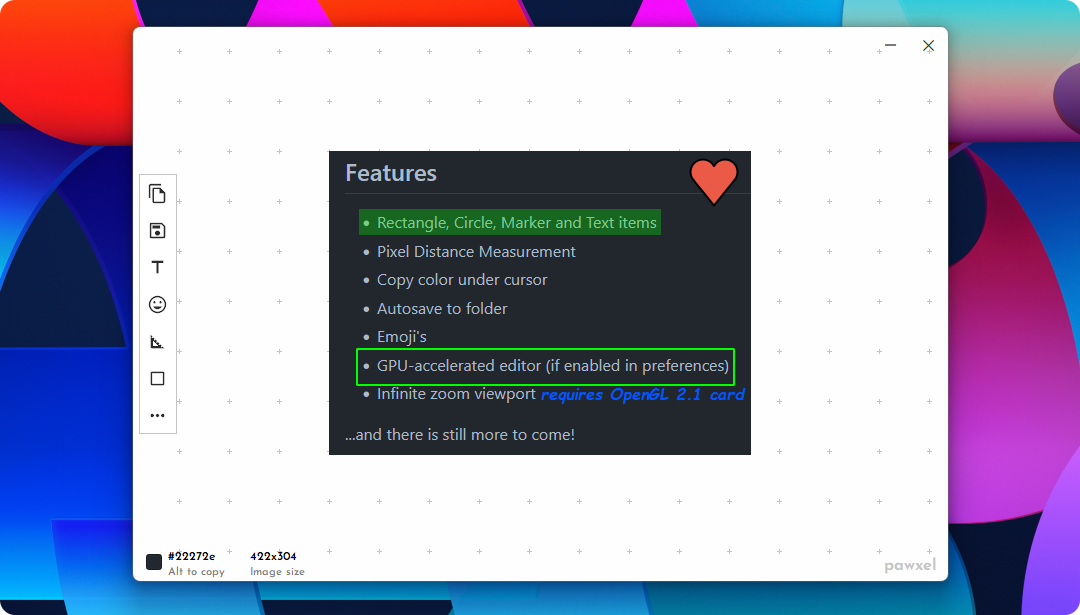 Features
• Rectangle, Circle, Marker and Text items
• Pixel Distance Measurement
• Copy color under cursor
• Autosave to folder
• Emoji's
• GPU-accelerated editor (if enabled in preferences)
• Infinite zoom viewport requires OpenGL 2.1 card
...and there is still more to come!
T
#22272e 422x304
Alt to copy Image size
pawxel